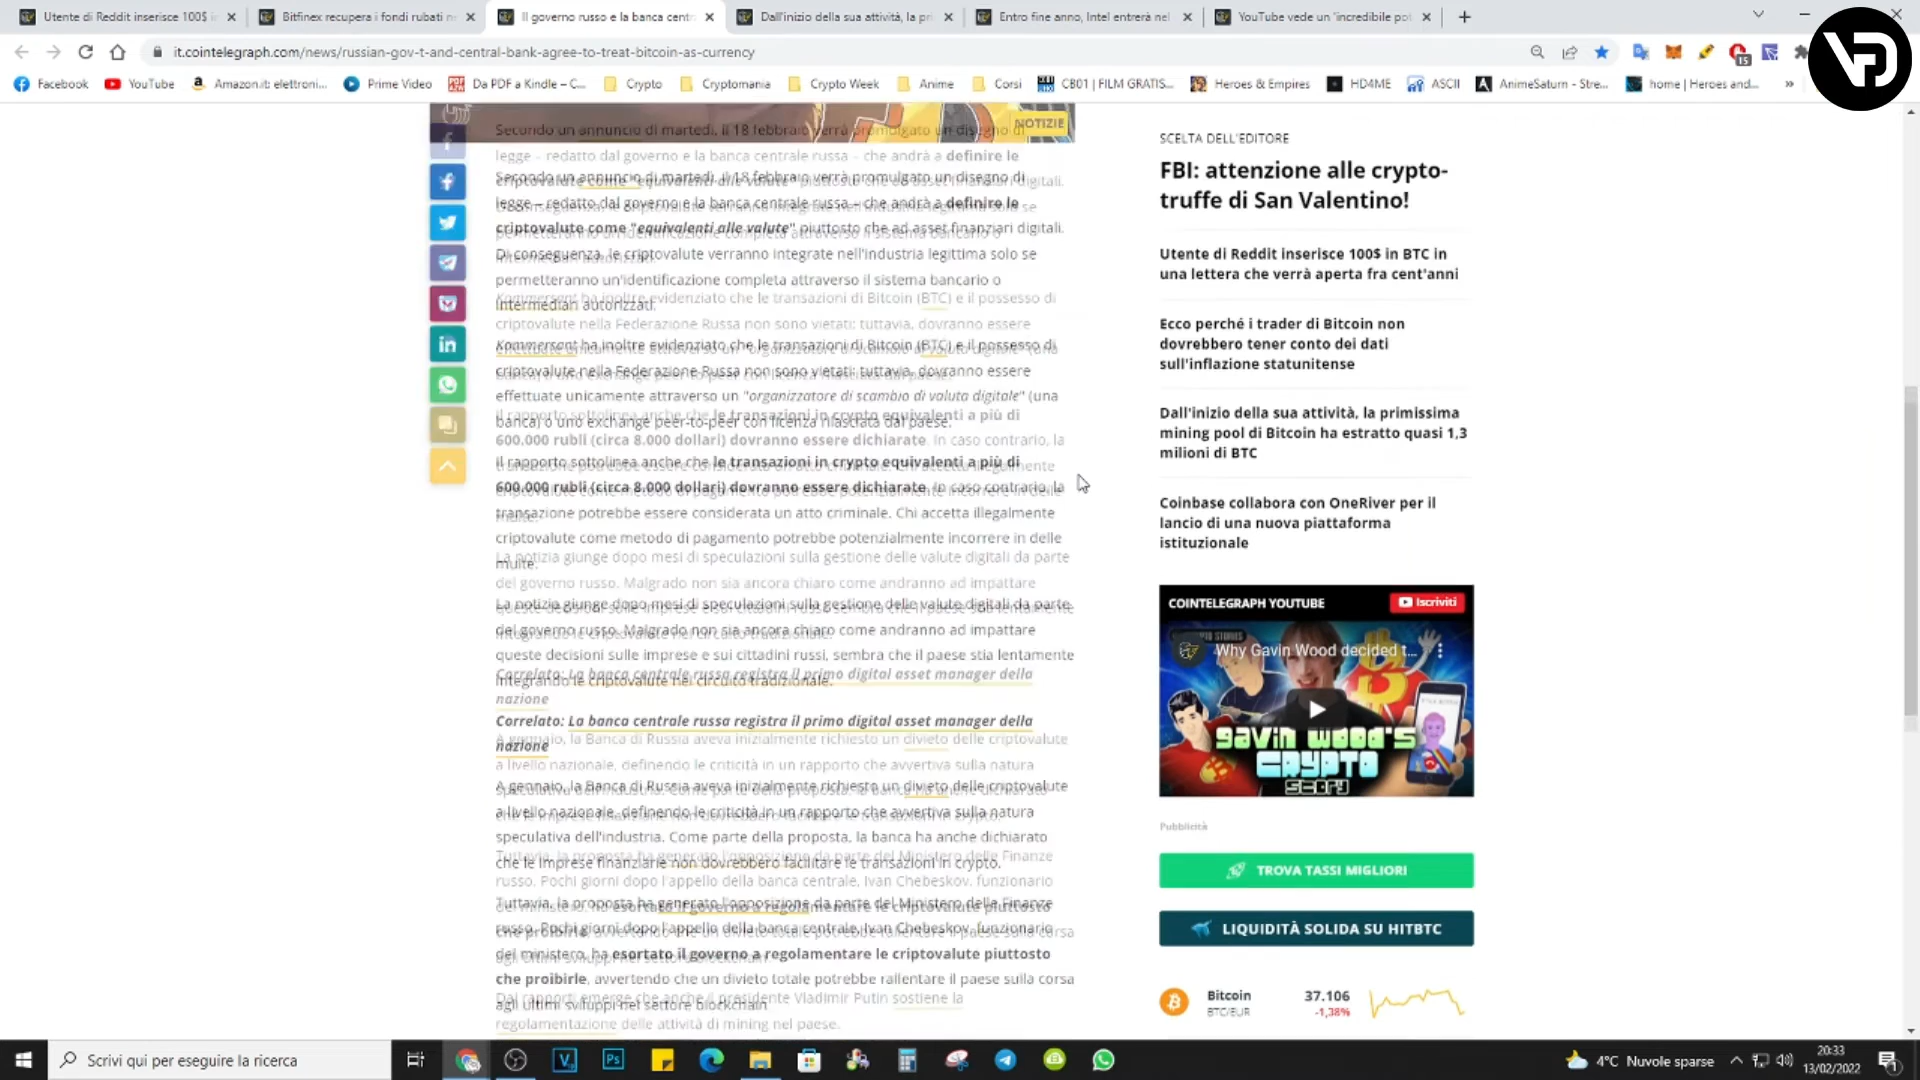 Utente di Reddit inserisce 100$ i
Bitfinex recupera i fondi rubati ne
Il governo russo e la banca centr
Dall'inizio della sua attività, la pri
Entro fine anno, Intel entrerà nel
YouTube vede un 'incredibile pot
it.cointelegraph.com/news/russian-gov-t-and-central-bank-agree-to-treat-bitcoin-as-currency
15
Facebook
YouTube
Amazon.it: elettroni...
Prime Video
Da PDF a Kindle – C...
Crypto
Cryptomania
Crypto Week
Anime
Corsi
CB01 | FILM GRATIS...
Heroes & Empires
HD4ME
ASCII
AnimeSaturn - Stre...
home | Heroes and...
NOTIZIE
Secondo un annuncio di martedì, il 18 febbraio verrà promulgato un disegno di
legge – redatto dal governo e la banca centrale russa – che andrà a definire le
criptovalute come "equivalenti alle valute" piuttosto che ad asset finanziari digitali.
Di conseguenza, le criptovalute verranno integrate nell'industria legittima solo se
permetteranno un'identificazione completa attraverso il sistema bancario o
intermediari autorizzati.
Kommersant ha inoltre evidenziato che le transazioni di Bitcoin (BTC) e il possesso di
criptovalute nella Federazione Russa non sono vietati: tuttavia, dovranno essere
effettuate unicamente attraverso un "organizzatore di scambio di valuta digitale" (una
banca) o uno exchange peer-to-peer con licenza rilasciata dal paese.
Il rapporto sottolinea anche che le transazioni in crypto equivalenti a più di
600.000 rubli (circa 8.000 dollari) dovranno essere dichiarate. In caso contrario, la
transazione potrebbe essere considerata un atto criminale. Chi accetta illegalmente
criptovalute come metodo di pagamento potrebbe potenzialmente incorrere in delle
multe.
La notizia giunge dopo mesi di speculazioni sulla gestione delle valute digitali da parte
del governo russo. Malgrado non sia ancora chiaro come andranno ad impattare
queste decisioni sulle imprese e sui cittadini russi, sembra che il paese stia lentamente
integrando le criptovalute nel circuito tradizionale.
Correlato: La banca centrale russa registra il primo digital asset manager della
nazione
A gennaio, la Banca di Russia aveva inizialmente richiesto un divieto delle criptovalute
a livello nazionale, definendo le criticità in un rapporto che avvertiva sulla natura
speculativa dell'industria. Come parte della proposta, la banca ha anche dichiarato
che le imprese finanziarie non dovrebbero facilitare le transazioni in crypto.
Tuttavia, la proposta ha generato l'opposizione da parte del Ministero delle Finanze
russo. Pochi giorni dopo l'appello della banca centrale, Ivan Chebeskov, funzionario
del ministero, ha esortato il governo a regolamentare le criptovalute piuttosto
che proibirle, avvertendo che un divieto totale potrebbe rallentare il paese sulla corsa
agli ultimi sviluppi nel settore blockchain.
Dai rapporti emerge che anche il presidente Vladimir Putin sostiene la
regolamentazione delle attività di mining nel paese.
SCELTA DELL'EDITORE
FBI: attenzione alle crypto-
truffe di San Valentino!
Utente di Reddit inserisce 100$ in BTC in
una lettera che verrà aperta fra cent'anni
Ecco perché i trader di Bitcoin non
dovrebbero tener conto dei dati
sull'inflazione statunitense
Dall'inizio della sua attività, la primissima
mining pool di Bitcoin ha estratto quasi 1,3
milioni di BTC
Coinbase collabora con OneRiver per il
lancio di una nuova piattaforma
istituzionale
COINTELEGRAPH YOUTUBE
Iscriviti
Why Gavin Wood decided t...
GAVIN WOOD'S
CRYPTO
STORY
Pubblicità
TROVA TASSI MIGLIORI
LIQUIDITÀ SOLIDA SU HITBTC
Bitcoin
37.106
BTC/EUR
-1,38%
Scrivi qui per eseguire la ricerca
4°C Nuvole sparse
20:33
13/02/2022
1